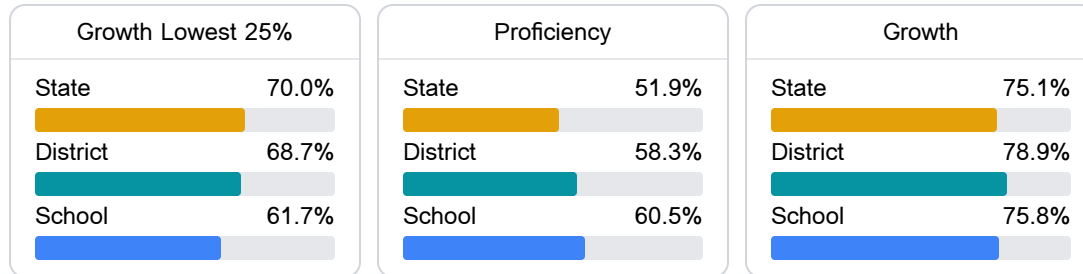 Growth Lowest 25%
State 70.0%
District 68.7%
School 61.7%
Proficiency
State 51.9%
District 58.3%
School 60.5%
Growth
State 75.1%
District 78.9%
School 75.8%